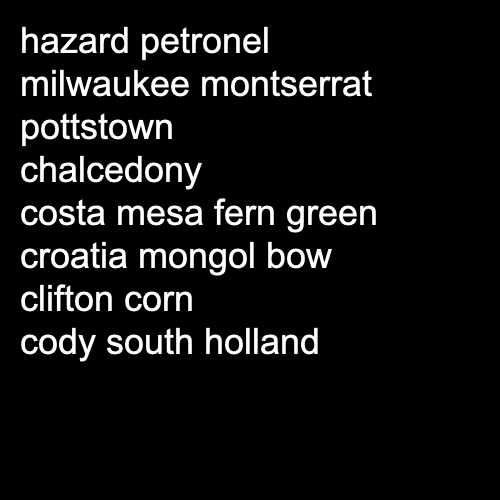 hazard petronel
milwaukee montserrat
pottstown
chalcedony
costa mesa fern green
croatia mongol bow
clifton corn
cody south holland